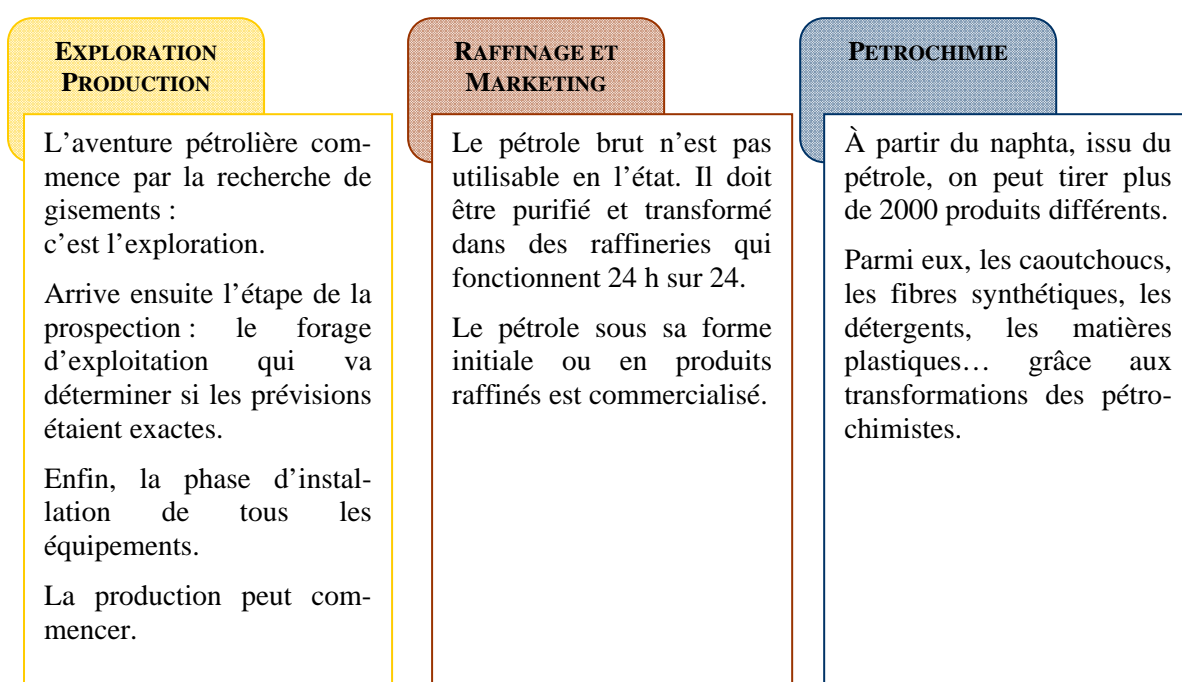 EXPLORATION
PRODUCTION
L’aventure pétrolière com-
mence par la recherche de
gisements :
c’est l’exploration.
Arrive ensuite l’étape de la
prospection : le forage
d’exploitation qui va
déterminer si les prévisions
étaient exactes.
Enfin, la phase d’instal-
lation de tous les
équipements.
La production peut com-
mencer.
RAFFINAGE ET
MARKETING
Le pétrole brut n’est pas
utilisable en l’état. Il doit
être purifié et transformé
dans des raffineries qui
fonctionnent 24 h sur 24.
Le pétrole sous sa forme
initiale ou en produits
raffinés est commercialisé.
PETROCHIMIE
À partir du naphta, issu du
pétrole, on peut tirer plus
de 2000 produits différents.
Parmi eux, les caoutchoucs,
les fibres synthétiques, les
détergents, les matières
plastiques… grâce aux
transformations des pétro-
chimistes.